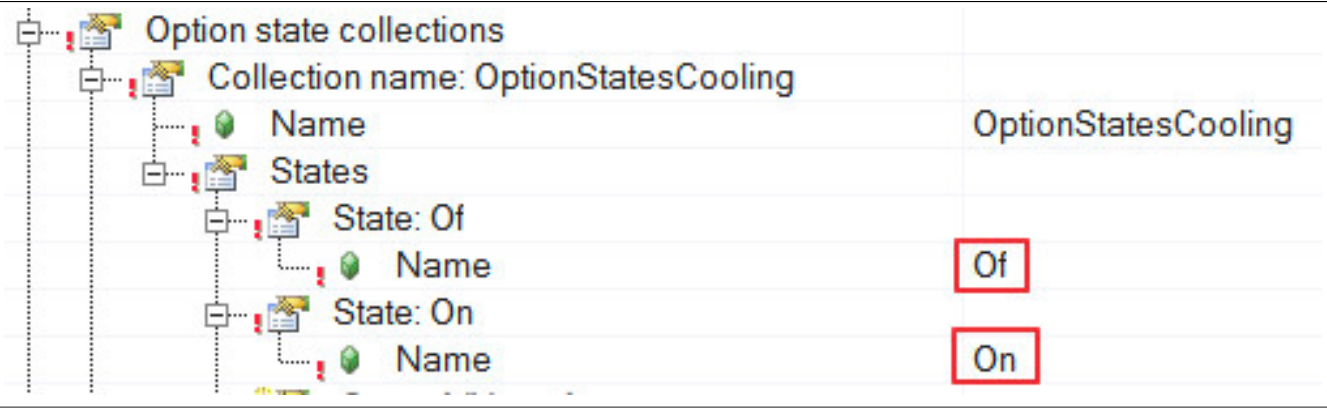 Option state collections
Collection name: OptionStatesCooling
Name OptionStatesCooling
States
State: Of
Name Of
State: On
Name On